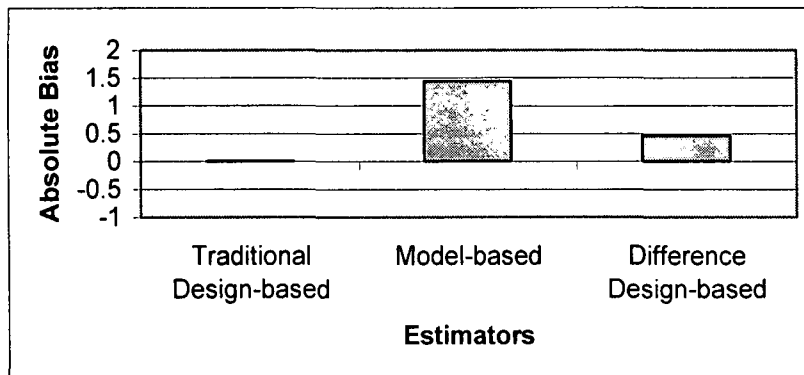 Absolute Bias
2
1.5
1
0.5
0
-0.5
-1
Traditional Design-based
Model-based
Difference Design-based
Estimators